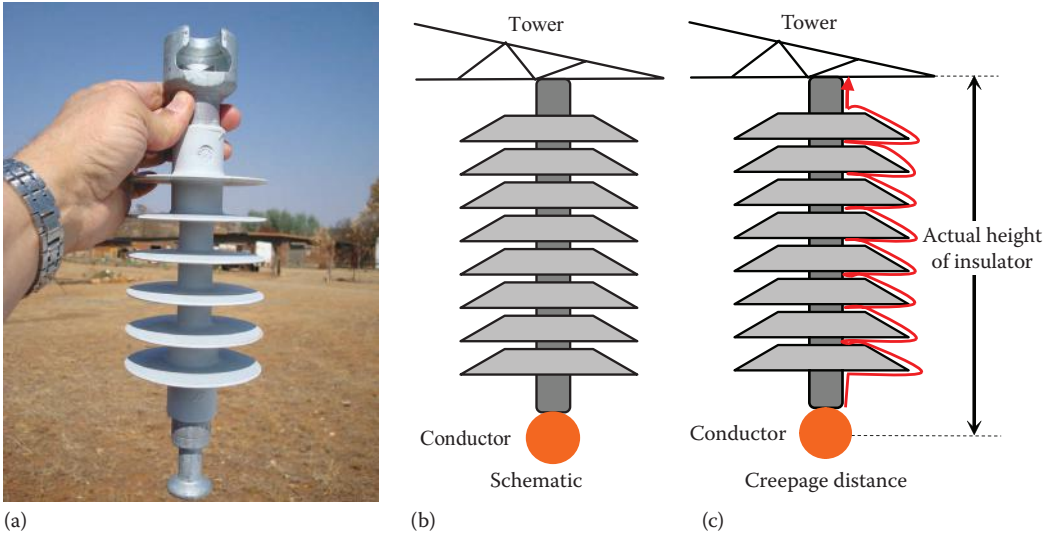 Tower
Tower
Actual height
of insulator
Conductor
Conductor
Schematic
Creepage distance
(a)
(b)
(c)